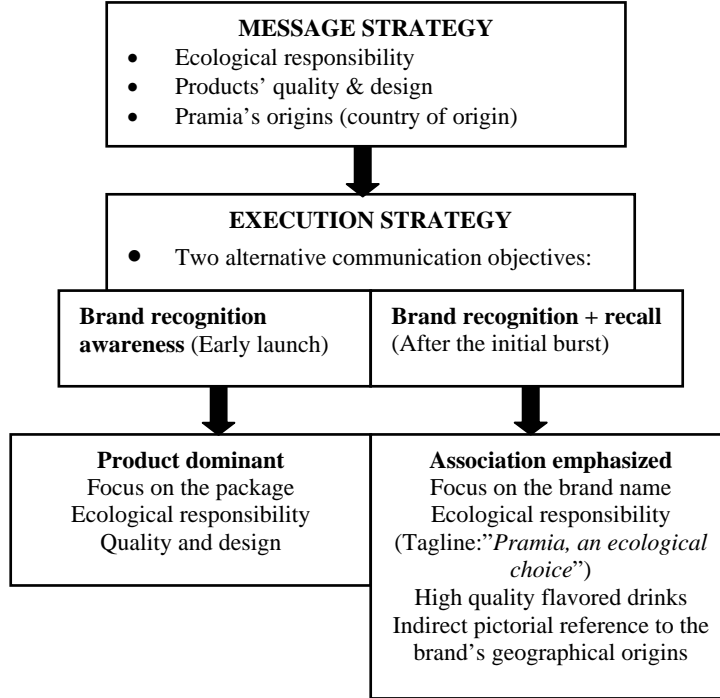 MESSAGE STRATEGY
• Ecological responsibility
• Products’ quality & design
• Pramia’s origins (country of origin)
EXECUTION STRATEGY
• Two alternative communication objectives:
Brand recognition
awareness (Early launch)
Brand recognition + recall
(After the initial burst)
Product dominant
Focus on the package
Ecological responsibility
Quality and design
Association emphasized
Focus on the brand name
Ecological responsibility
(Tagline:”Pramia, an ecological
choice”)
High quality flavored drinks
Indirect pictorial reference to the
brand’s geographical origins